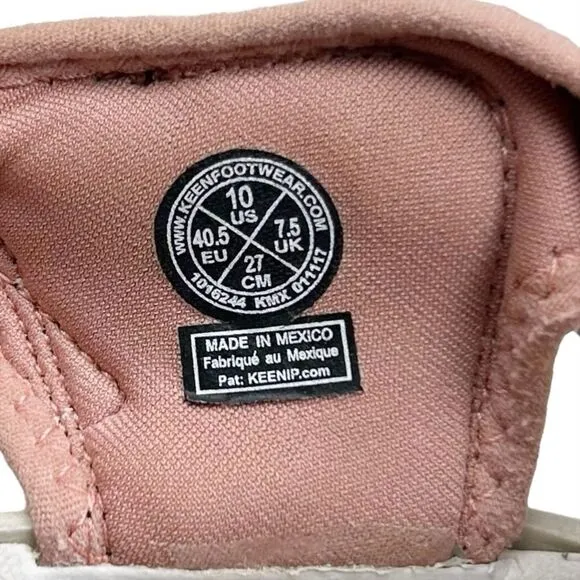 WWW.KEENFOOTWEAR.COM
10
US
40.5
EU
7.5
UK
27
CM
1016244 KMX 011117
MADE IN MEXICO
Fabriqué au Mexique
Pat: KEENIP.com